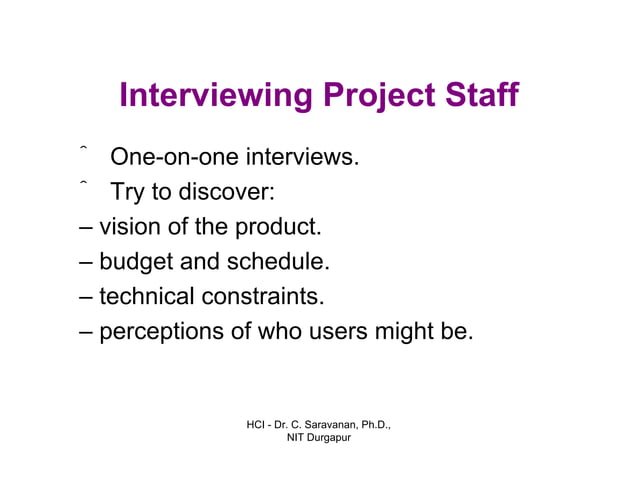 Interviewing Project Staff
⌢ One-on-one interviews.
⌢ Try to discover:
– vision of the product.
– budget and schedule.
– technical constraints.
– perceptions of who users might be.
HCI - Dr. C. Saravanan, Ph.D.,
NIT Durgapur